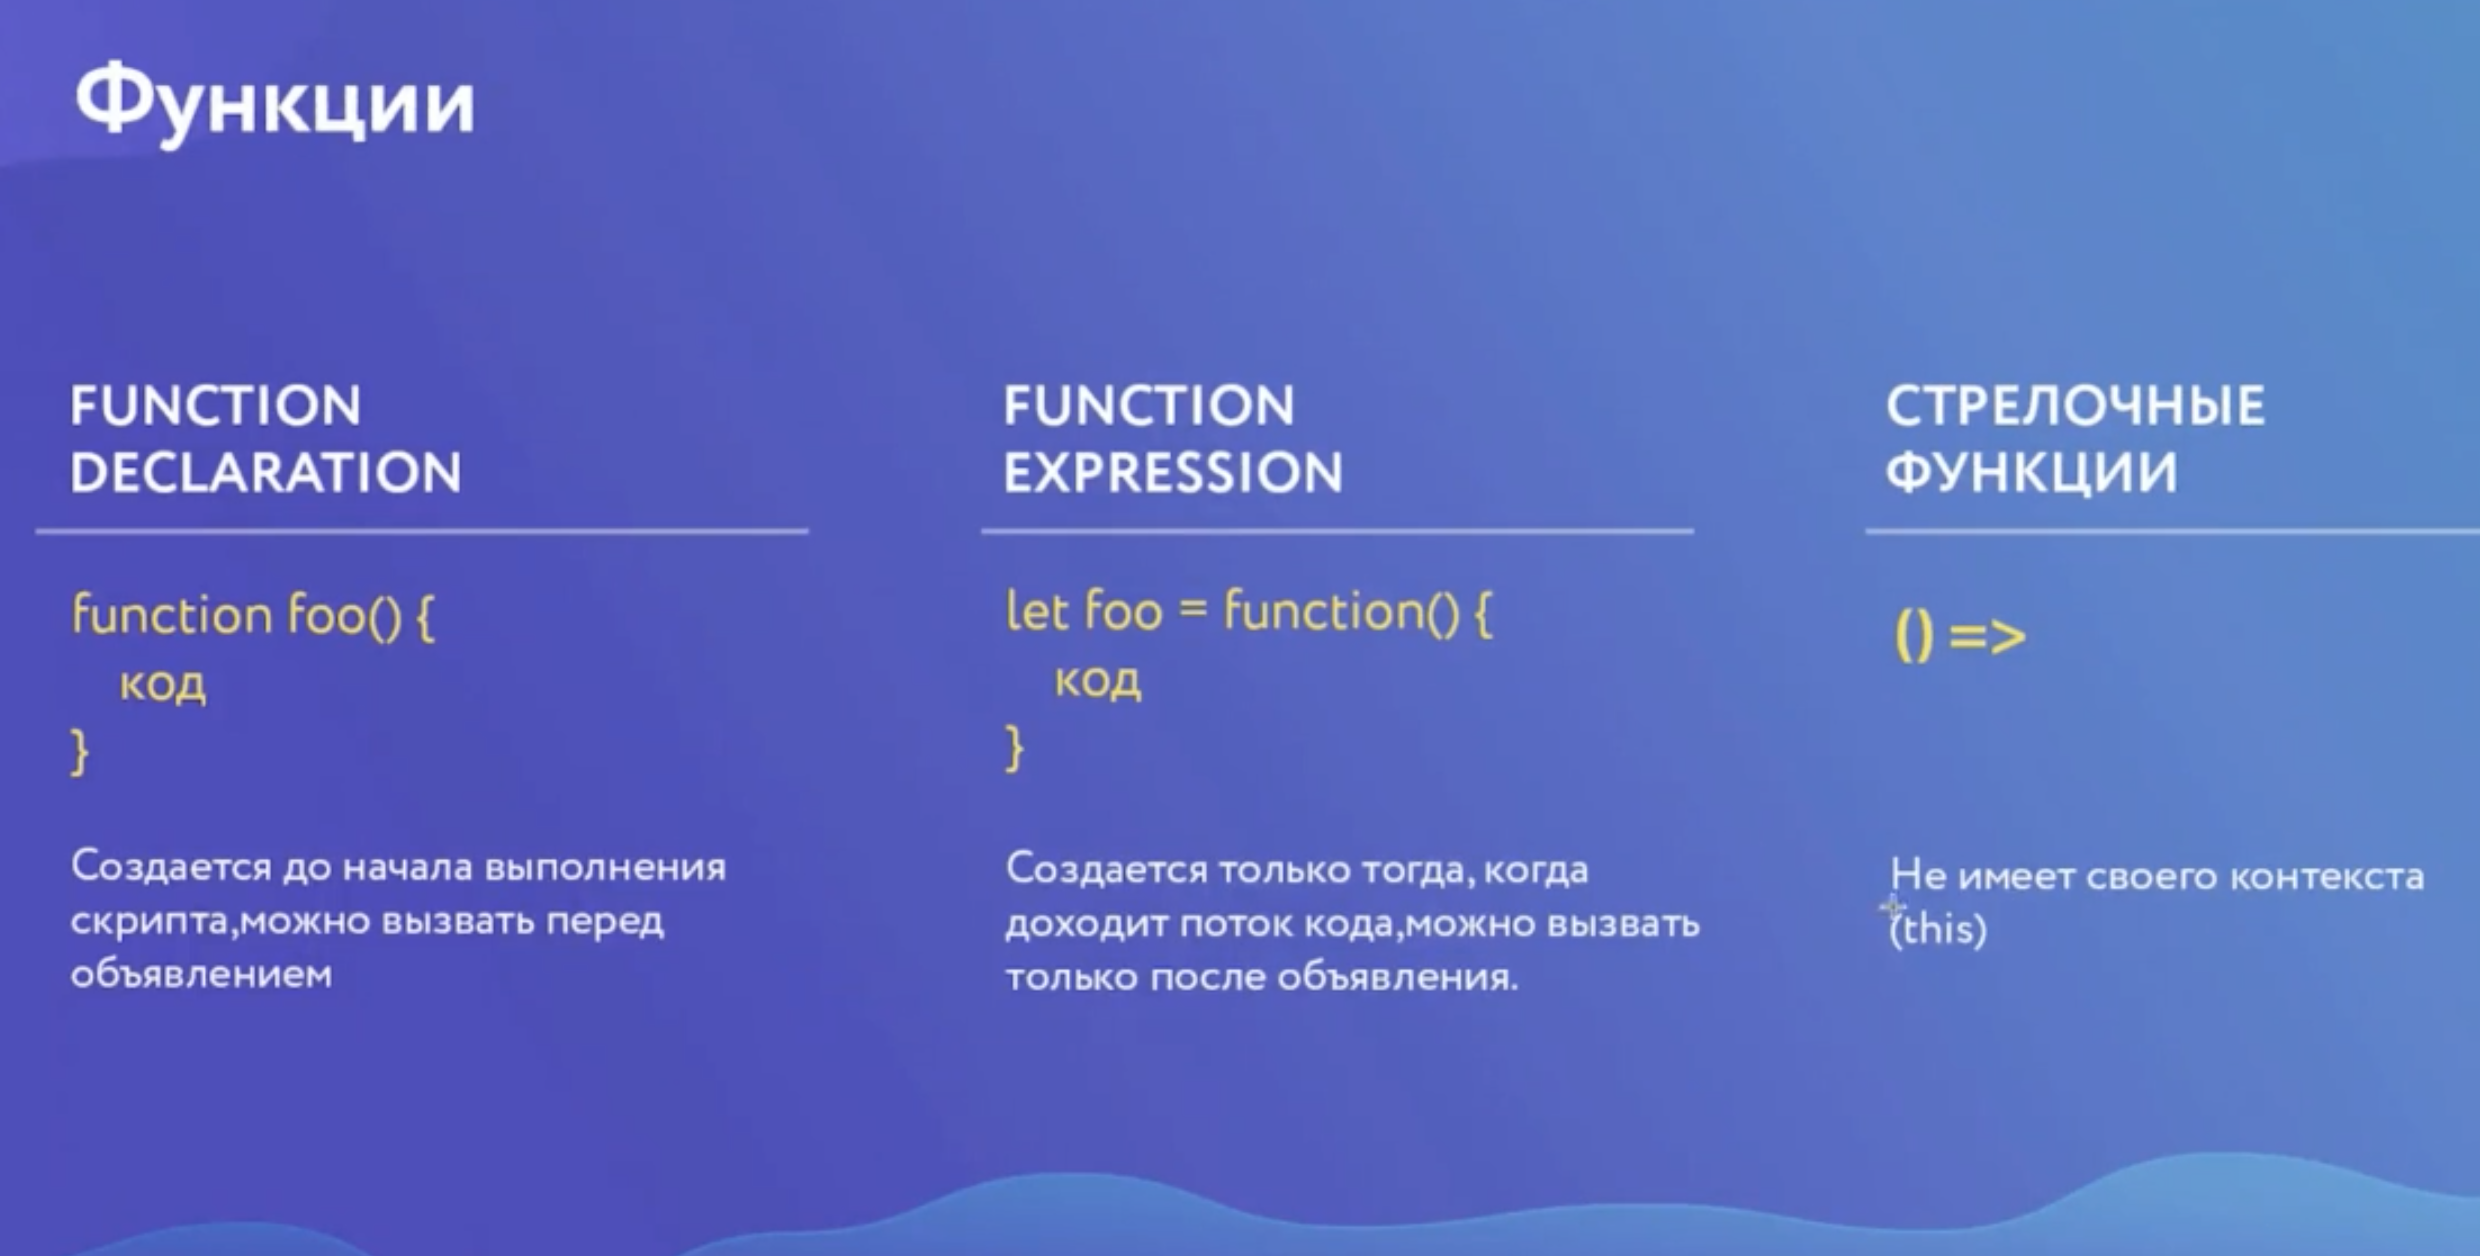 Функции
FUNCTION
DECLARATION
function foo() {
код
}
Создается до начала выполнения
скрипта,можно вызвать перед
объявлением
FUNCTION
EXPRESSION
let foo = function() {
код
}
Создается только тогда, когда
доходит поток кода,можно вызвать
только после объявления.
СТРЕЛОЧНЫЕ
ФУНКЦИИ
() =>
Не имеет своего контекста
(this)